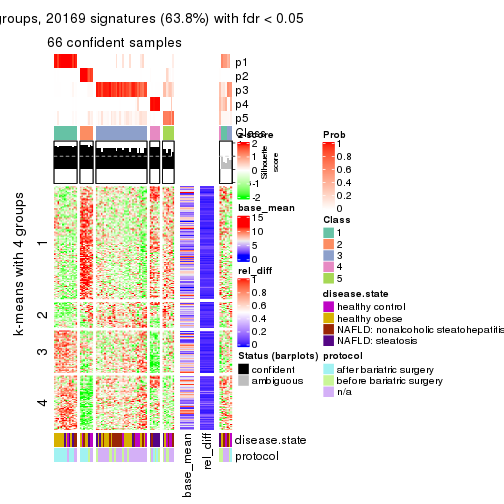 groups, 20169 signatures (63.8%) with fdr < 0.05
66 confident samples
p1
p2
p3
p4
p5
Class
Silhouette
score
1
2
3
4
k-means with 4 groups
disease.state
protocol
base_mean
rel_diff
z-score
2
1
0
-1
-2
base_mean
15
10
5
0
rel_diff
1
0.8
0.6
0.4
0.2
0
Status (barplots)
confident
ambiguous
Prob
1
0.8
0.6
0.4
0.2
0
Class
1
2
3
4
5
disease.state
healthy control
healthy obese
NAFLD: nonalcoholic steatohepatitis
NAFLD: steatosis
protocol
after bariatric surgery
before bariatric surgery
n/a